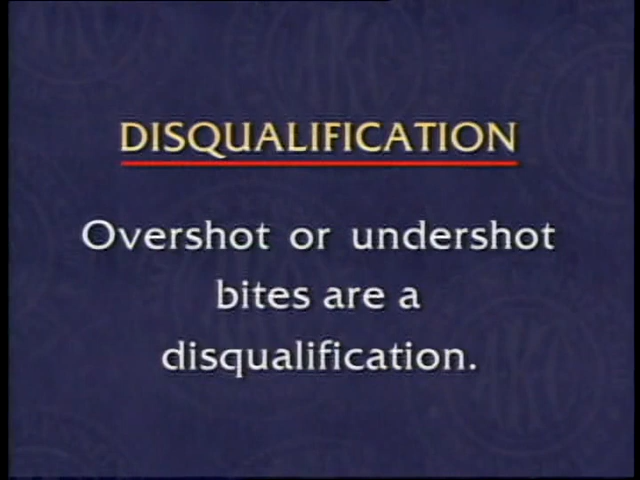 DISQUALIFICATION
Overshot or undershot
bites are a
disqualification.